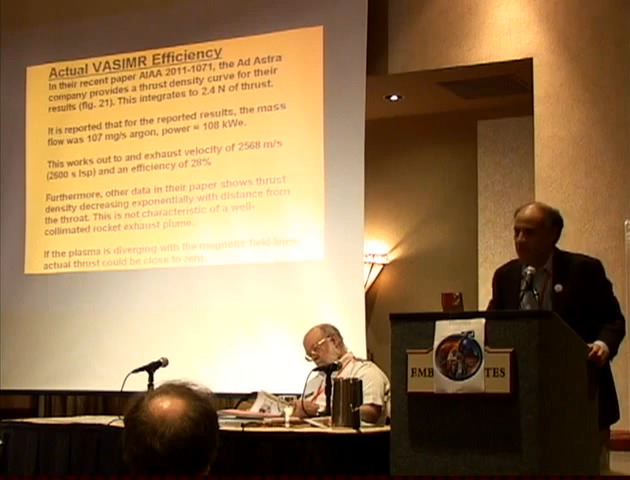 Actual VASIMR Efficiency
In their recent paper AIAA 2011-1071, the Ad Astra
company provides a thrust density curve for their
results (fig. 21). This integrates to 2.4 N of thrust.
It is reported that for the reported results, the mass
flow was 107 mg/s argon, power = 108 kWe.
This works out to and exhaust velocity of 2568 m/s
(2600 s Isp) and an efficiency of 28%
Furthermore, other data in their paper shows thrust
density decreasing exponentially with distance from
the throat. This is not characteristic of a well-
collimated rocket exhaust plume.
If the plasma is diverging with the magnetic field lines
actual thrust could be close to zero.
EMB TES